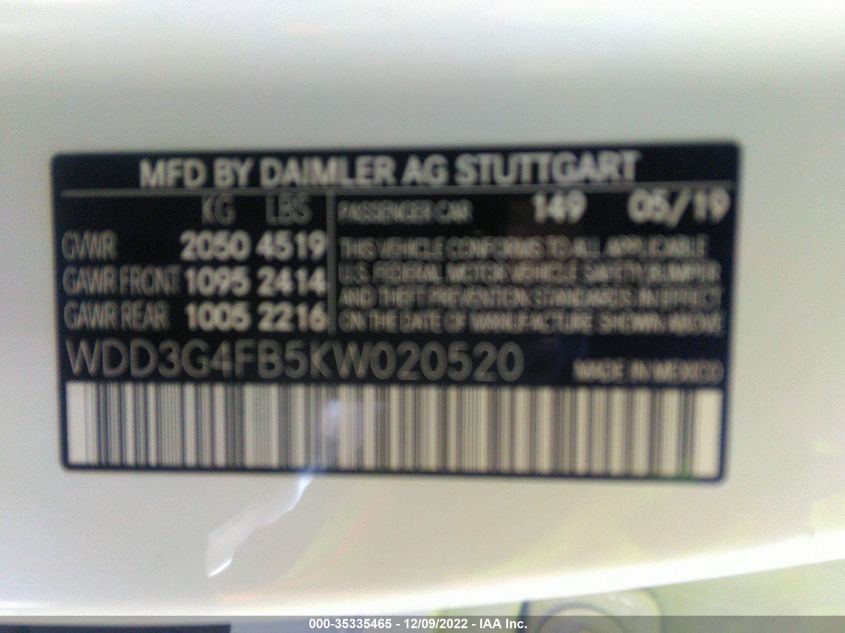 MFD BY DAIMLER AG STUTTGART
KG LBS PASSENGER CAR 149 05/19
GVWR 2050 4519 THIS VEHICLE CONFORMS TO ALL APPLICABLE
GAWR FRONT 1095 2414 U.S. FEDERAL MOTOR VEHICLE SAFETY BUMPER
GAWR REAR 1005 2216 AND THEFT PREVENTION STANDARDS IN EFFECT
ON THE DATE OF MANUFACTURE SHOWN ABOVE
WDD3G4FB5KW020520 MADE IN MEXICO
000-35335465 - 12/09/2022 - IAA Inc.